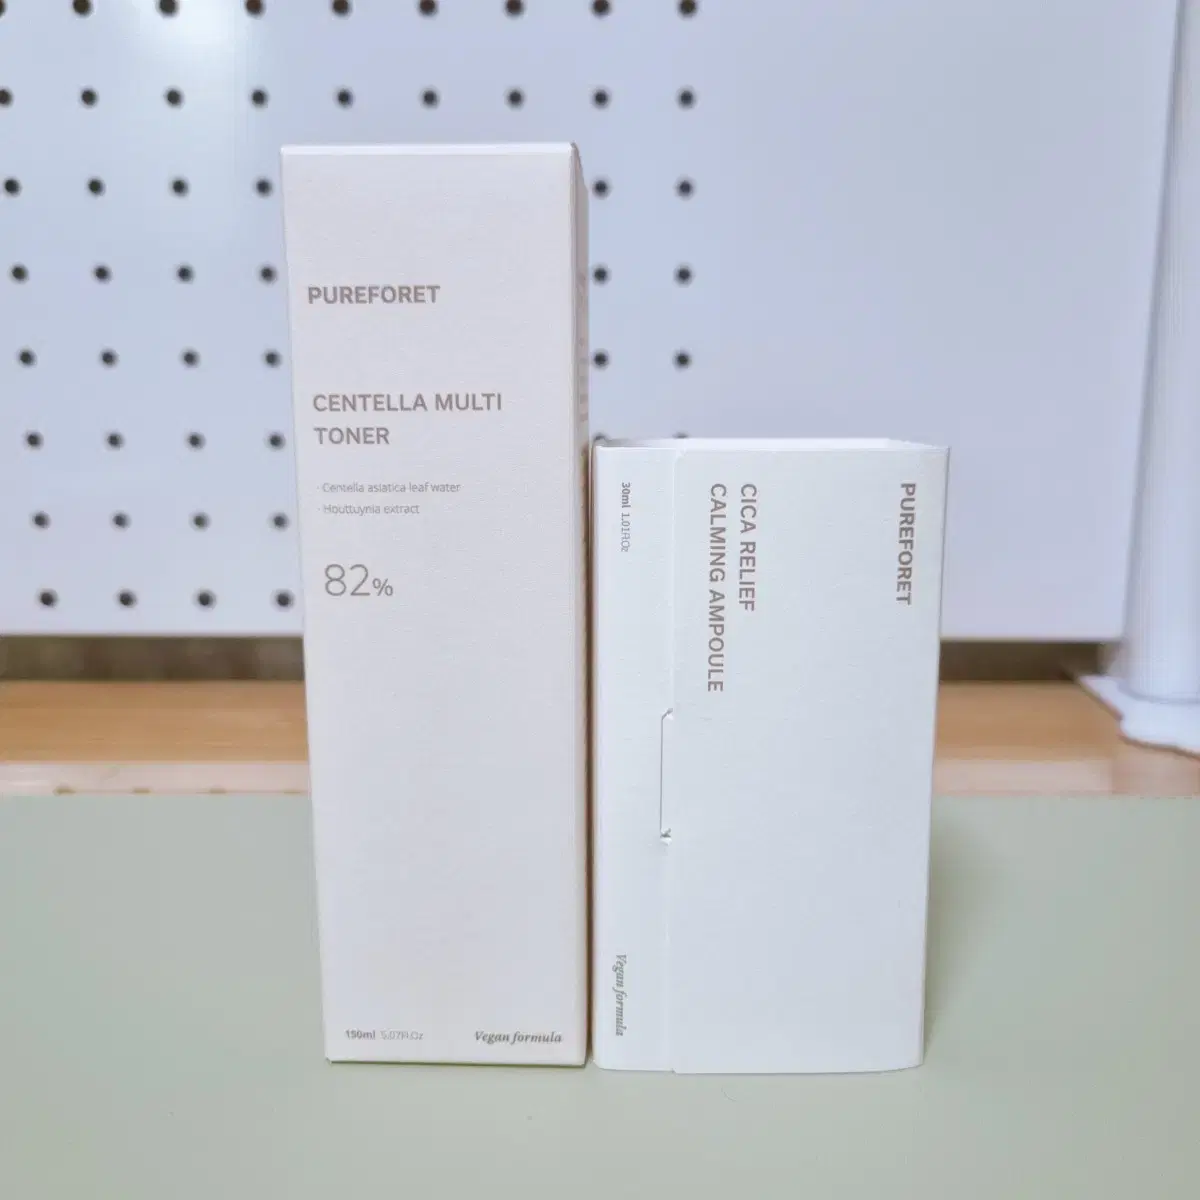 PUREFORET
CENTELLA MULTI
TONER
· Centella asiatica leaf water
· Houttuynia extract
82%
150ml 5.07Fl.Oz
Vegan formula
PUREFORET
CICA RELIEF
CALMING AMPOULE
30ml 1.01Fl.Oz
Vegan formula